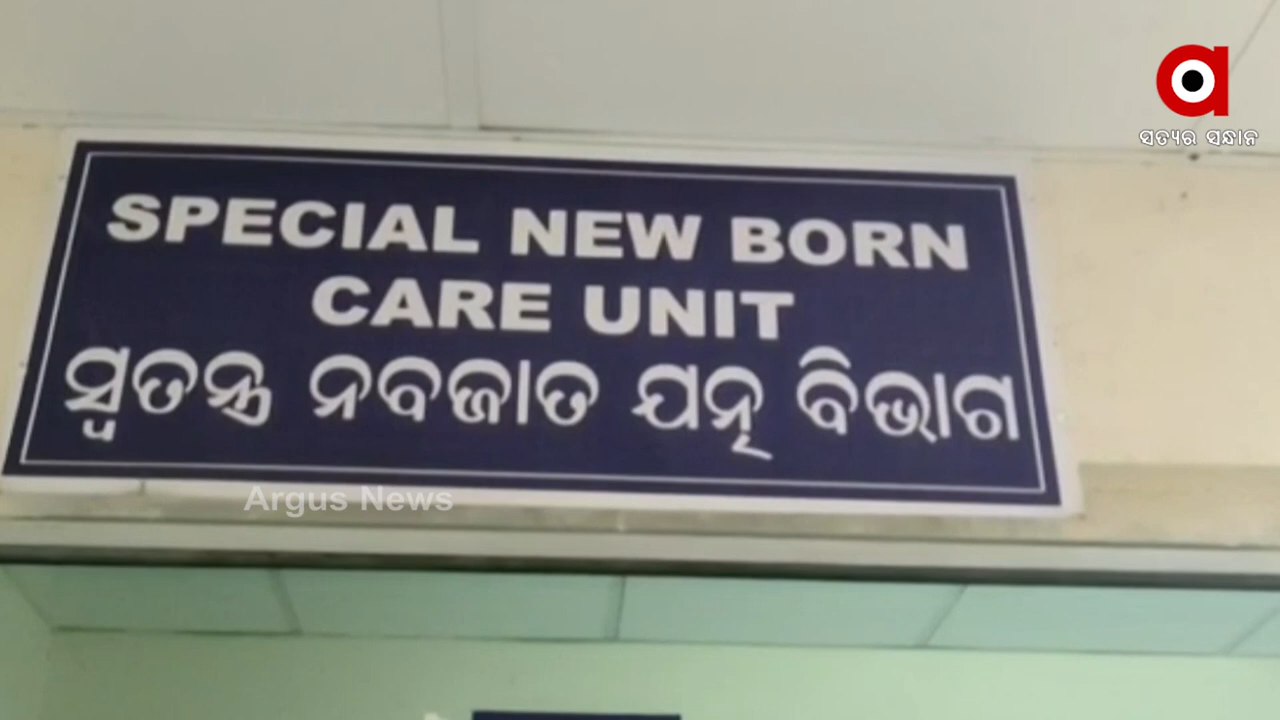 ସତ୍ୟର ସନ୍ଧାନ
SPECIAL NEW BORN
CARE UNIT
ସ୍ୱତନ୍ତ୍ର ନବଜାତ ଯତ୍ନ ବିଭାଗ
Argus News